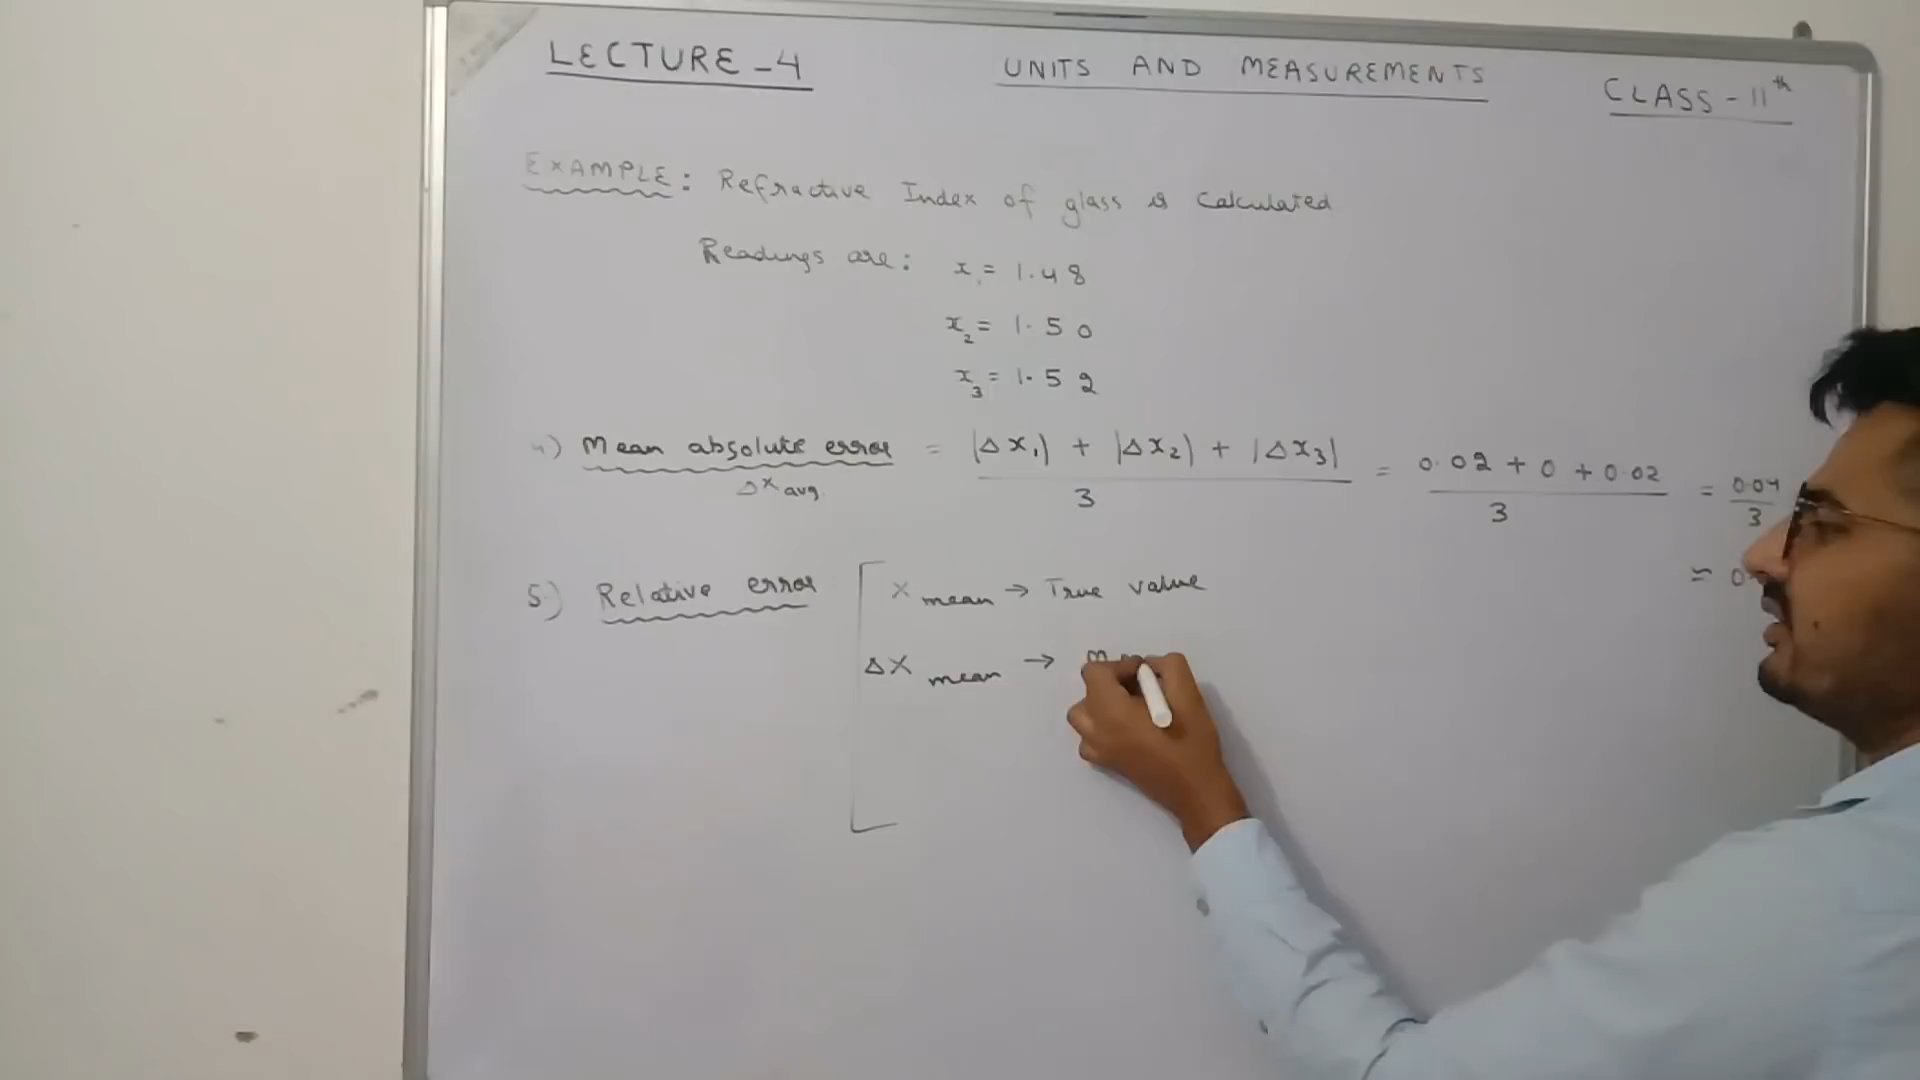 LECTURE - 4
UNITS AND MEASUREMENTS
CLASS - 11th
EXAMPLE: Refractive Index of glass is calculated
Readings are: x₁ = 1.48
x₂ = 1.50
x₃ = 1.52
4) Mean absolute error = |Δx₁| + |Δx₂| + |Δx₃| / 3 = 0.02 + 0 + 0.02 / 3 = 0.04 / 3
Δx avg.
≈ 0.
5.) Relative error
x mean → True value
Δx mean →